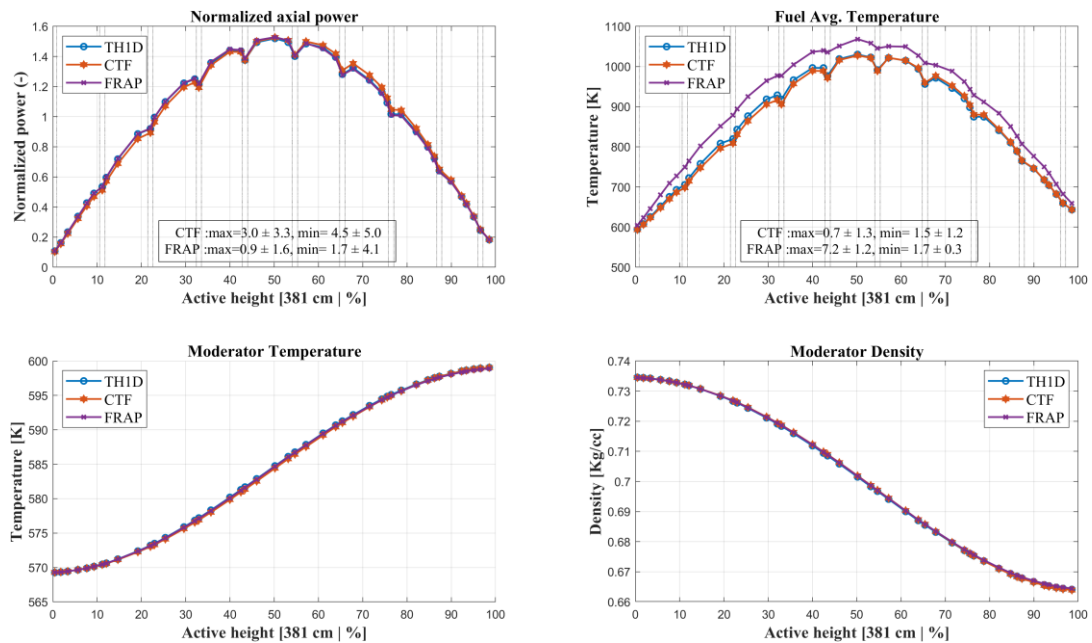 Normalized axial power
Normalized power (-)
1.6
1.4
1.2
1
0.8
0.6
0.4
0.2
0
TH1D
CTF
FRAP
CTF :max=3.0 ± 3.3, min= 4.5 ± 5.0
FRAP :max=0.9 ± 1.6, min= 1.7 ± 4.1
0 10 20 30 40 50 60 70 80 90 100
Active height [381 cm | %]
Fuel Avg. Temperature
Temperature [K]
1100
1000
900
800
700
600
500
TH1D
CTF
FRAP
CTF :max=0.7 ± 1.3, min= 1.5 ± 1.2
FRAP :max=7.2 ± 1.2, min= 1.7 ± 0.3
0 10 20 30 40 50 60 70 80 90 100
Active height [381 cm | %]
Moderator Temperature
Temperature [K]
600
595
590
585
580
575
570
565
TH1D
CTF
FRAP
0 10 20 30 40 50 60 70 80 90 100
Active height [381 cm | %]
Moderator Density
Density [Kg/cc]
0.74
0.73
0.72
0.71
0.7
0.69
0.68
0.67
0.66
TH1D
CTF
FRAP
0 10 20 30 40 50 60 70 80 90 100
Active height [381 cm | %]